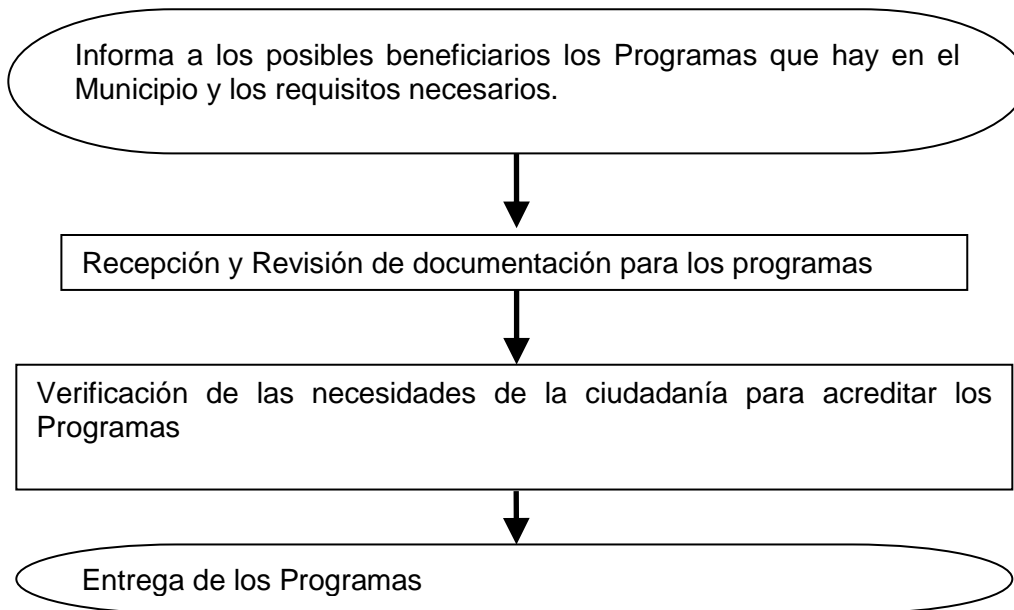 Informa a los posibles beneficiarios los Programas que hay en el
Municipio y los requisitos necesarios.
Recepción y Revisión de documentación para los programas
Verificación de las necesidades de la ciudadanía para acreditar los
Programas
Entrega de los Programas